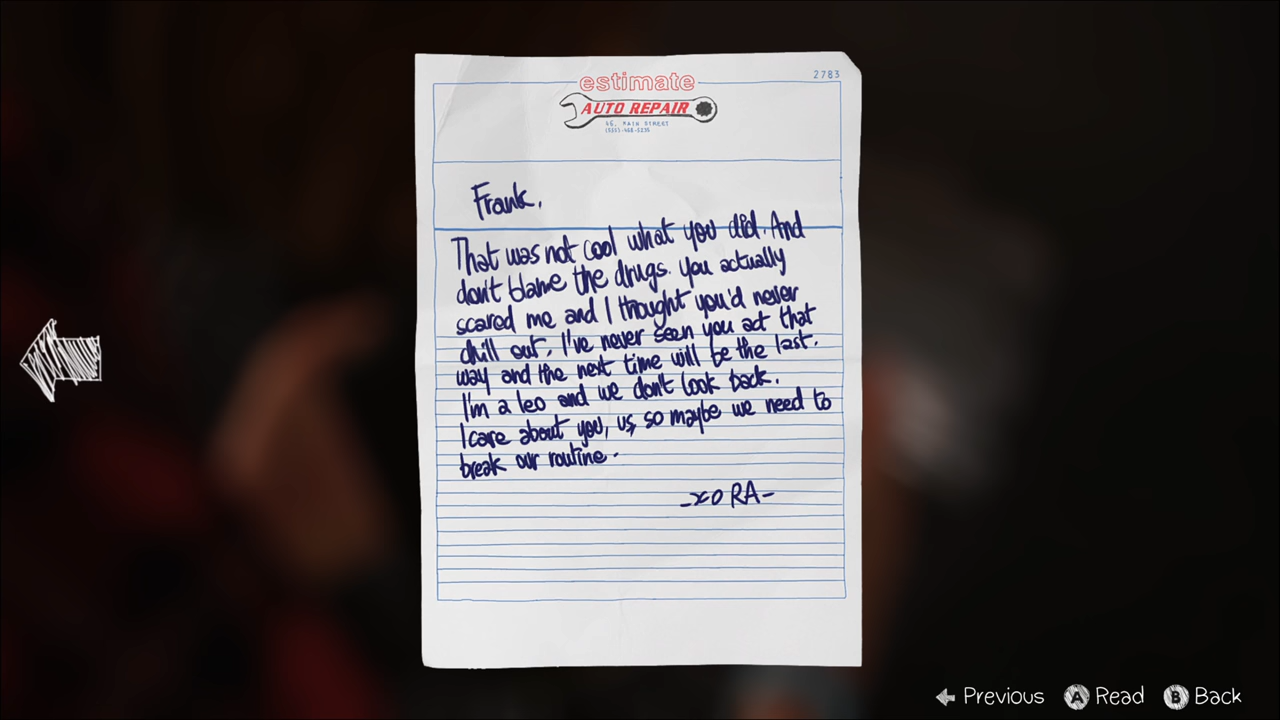 2783
estimate
AUTO REPAIR
Frank,
That was not cool what you did. And
don't blame the drugs. You actually
scared me and I thought you'd never
chill out. I've never seen you act that
way and the next time will be the last.
I'm a leo and we don't look back.
I care about you, us, so maybe we need to
break our routine.
-xo RA-
Previous
A Read
B Back